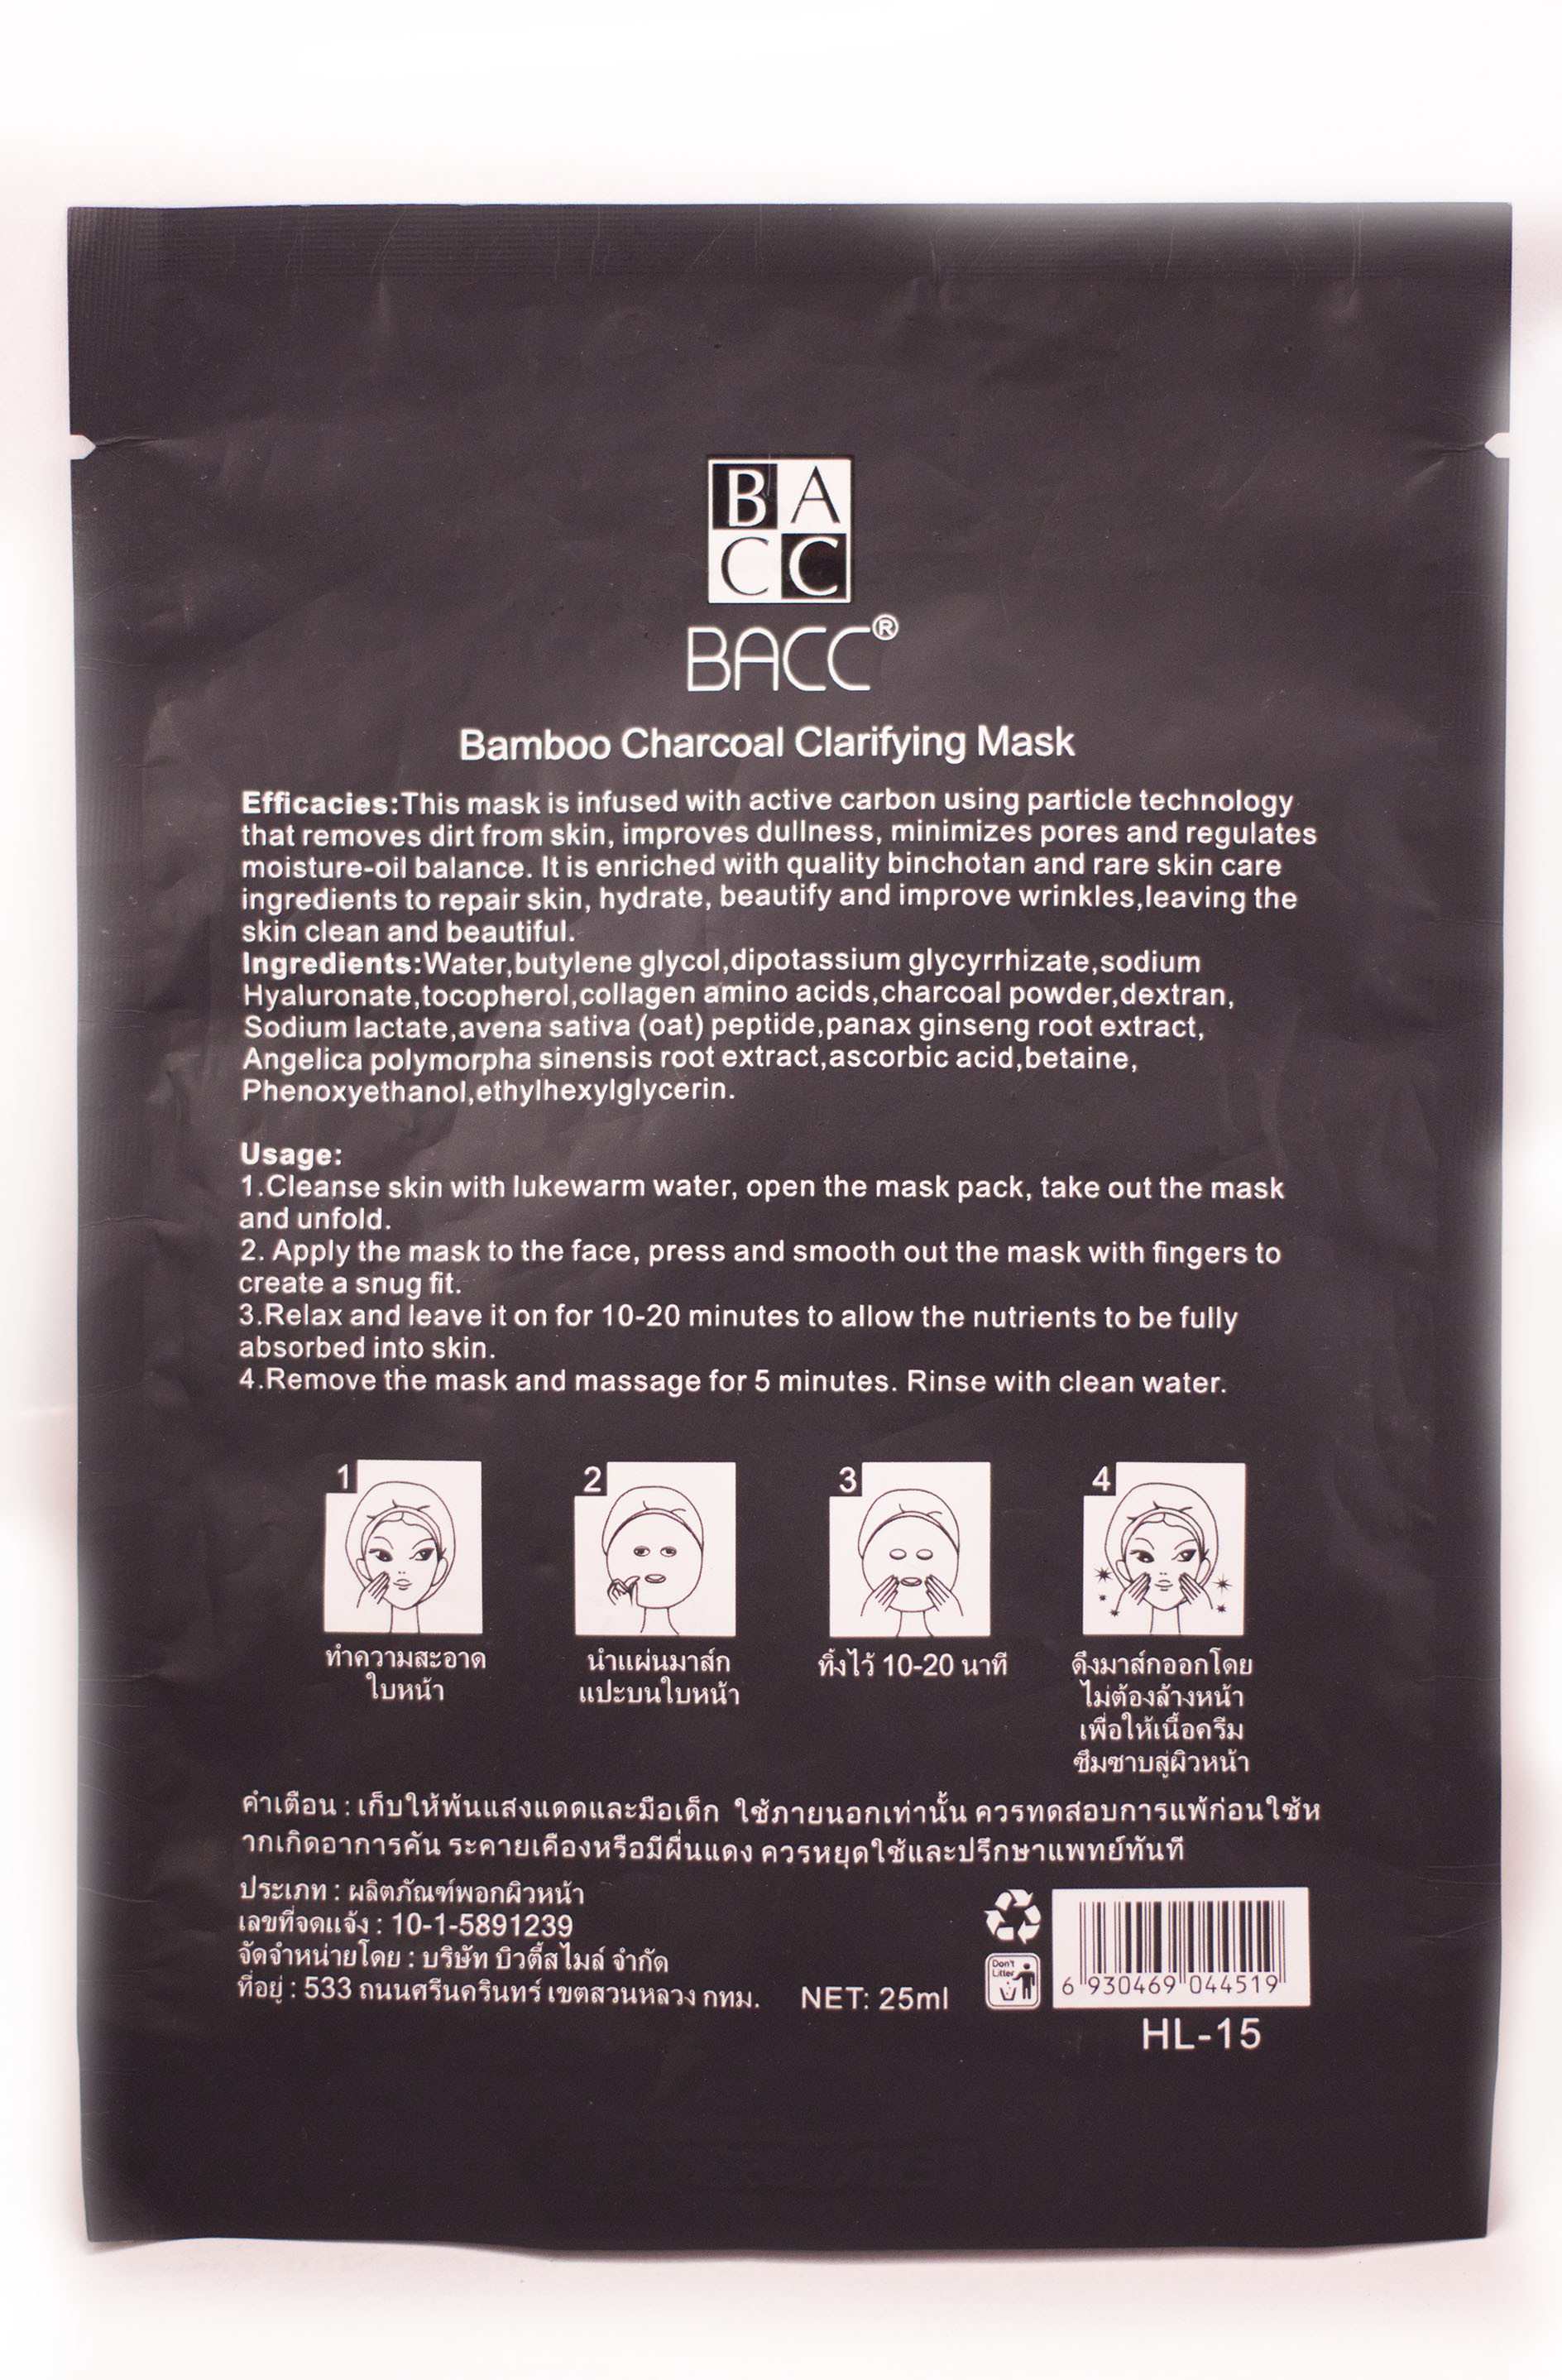 BA
CC
BACC®
Bamboo Charcoal Clarifying Mask
Efficacies:This mask is infused with active carbon using particle technology
that removes dirt from skin, improves dullness, minimizes pores and regulates
moisture-oil balance. It is enriched with quality binchotan and rare skin care
ingredients to repair skin, hydrate, beautify and improve wrinkles,leaving the
skin clean and beautiful.
Ingredients:Water,butylene glycol,dipotassium glycyrrhizate,sodium
Hyaluronate,tocopherol,collagen amino acids,charcoal powder,dextran,
Sodium lactate,avena sativa (oat) peptide,panax ginseng root extract,
Angelica polymorpha sinensis root extract,ascorbic acid,betaine,
Phenoxyethanol,ethylhexylglycerin.
Usage:
1.Cleanse skin with lukewarm water, open the mask pack, take out the mask
and unfold.
2. Apply the mask to the face, press and smooth out the mask with fingers to
create a snug fit.
3.Relax and leave it on for 10-20 minutes to allow the nutrients to be fully
absorbed into skin.
4.Remove the mask and massage for 5 minutes. Rinse with clean water.
1
ทำความสะอาด
ใบหน้า
2
นำแผ่นมาส์ก
แปะบนใบหน้า
3
ทิ้งไว้ 10-20 นาที
4
ดึงมาส์กออกโดย
ไม่ต้องล้างหน้า
เพื่อให้เนื้อครีม
ซึมซาบสู่ผิวหน้า
คำเตือน : เก็บให้พ้นแสงแดดและมือเด็ก ใช้ภายนอกเท่านั้น ควรทดสอบการแพ้ก่อนใช้ห
ากเกิดอาการคัน ระคายเคืองหรือมีผื่นแดง ควรหยุดใช้และปรึกษาแพทย์ทันที
ประเภท : ผลิตภัณฑ์พอกผิวหน้า
เลขที่จดแจ้ง : 10-1-5891239
จัดจำหน่ายโดย : บริษัท บิวตี้สไมล์ จำกัด
ที่อยู่ : 533 ถนนศรีนครินทร์ เขตสวนหลวง กทม.
NET: 25ml
Don't
Litter
6 930469 044519
HL-15